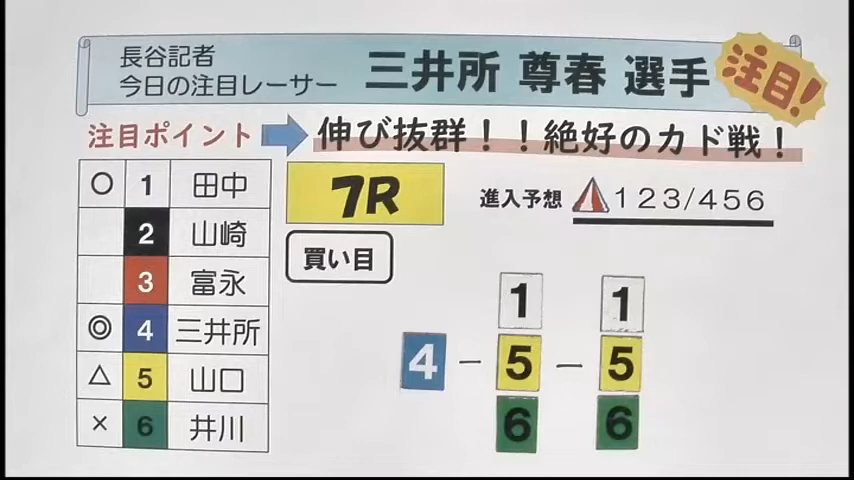 長谷記者
今日の注目レーサー
三井所 尊春 選手
注目!
注目ポイント
伸び抜群!!絶好のカド戦!
○ 1 田中
2 山崎
3 富永
◎ 4 三井所
△ 5 山口
× 6 井川
7R
進入予想 123/456
買い目
1 1
4 - 5 - 5
6 6